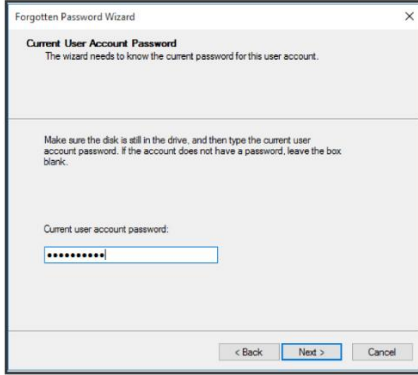 Forgotten Password Wizard
Current User Account Password
The wizard needs to know the current password for this user account.
Make sure the disk is still in the drive, and then type the current user
account password. If the account does not have a password, leave the box
blank.
Current user account password:
••••••••••
< Back Next > Cancel